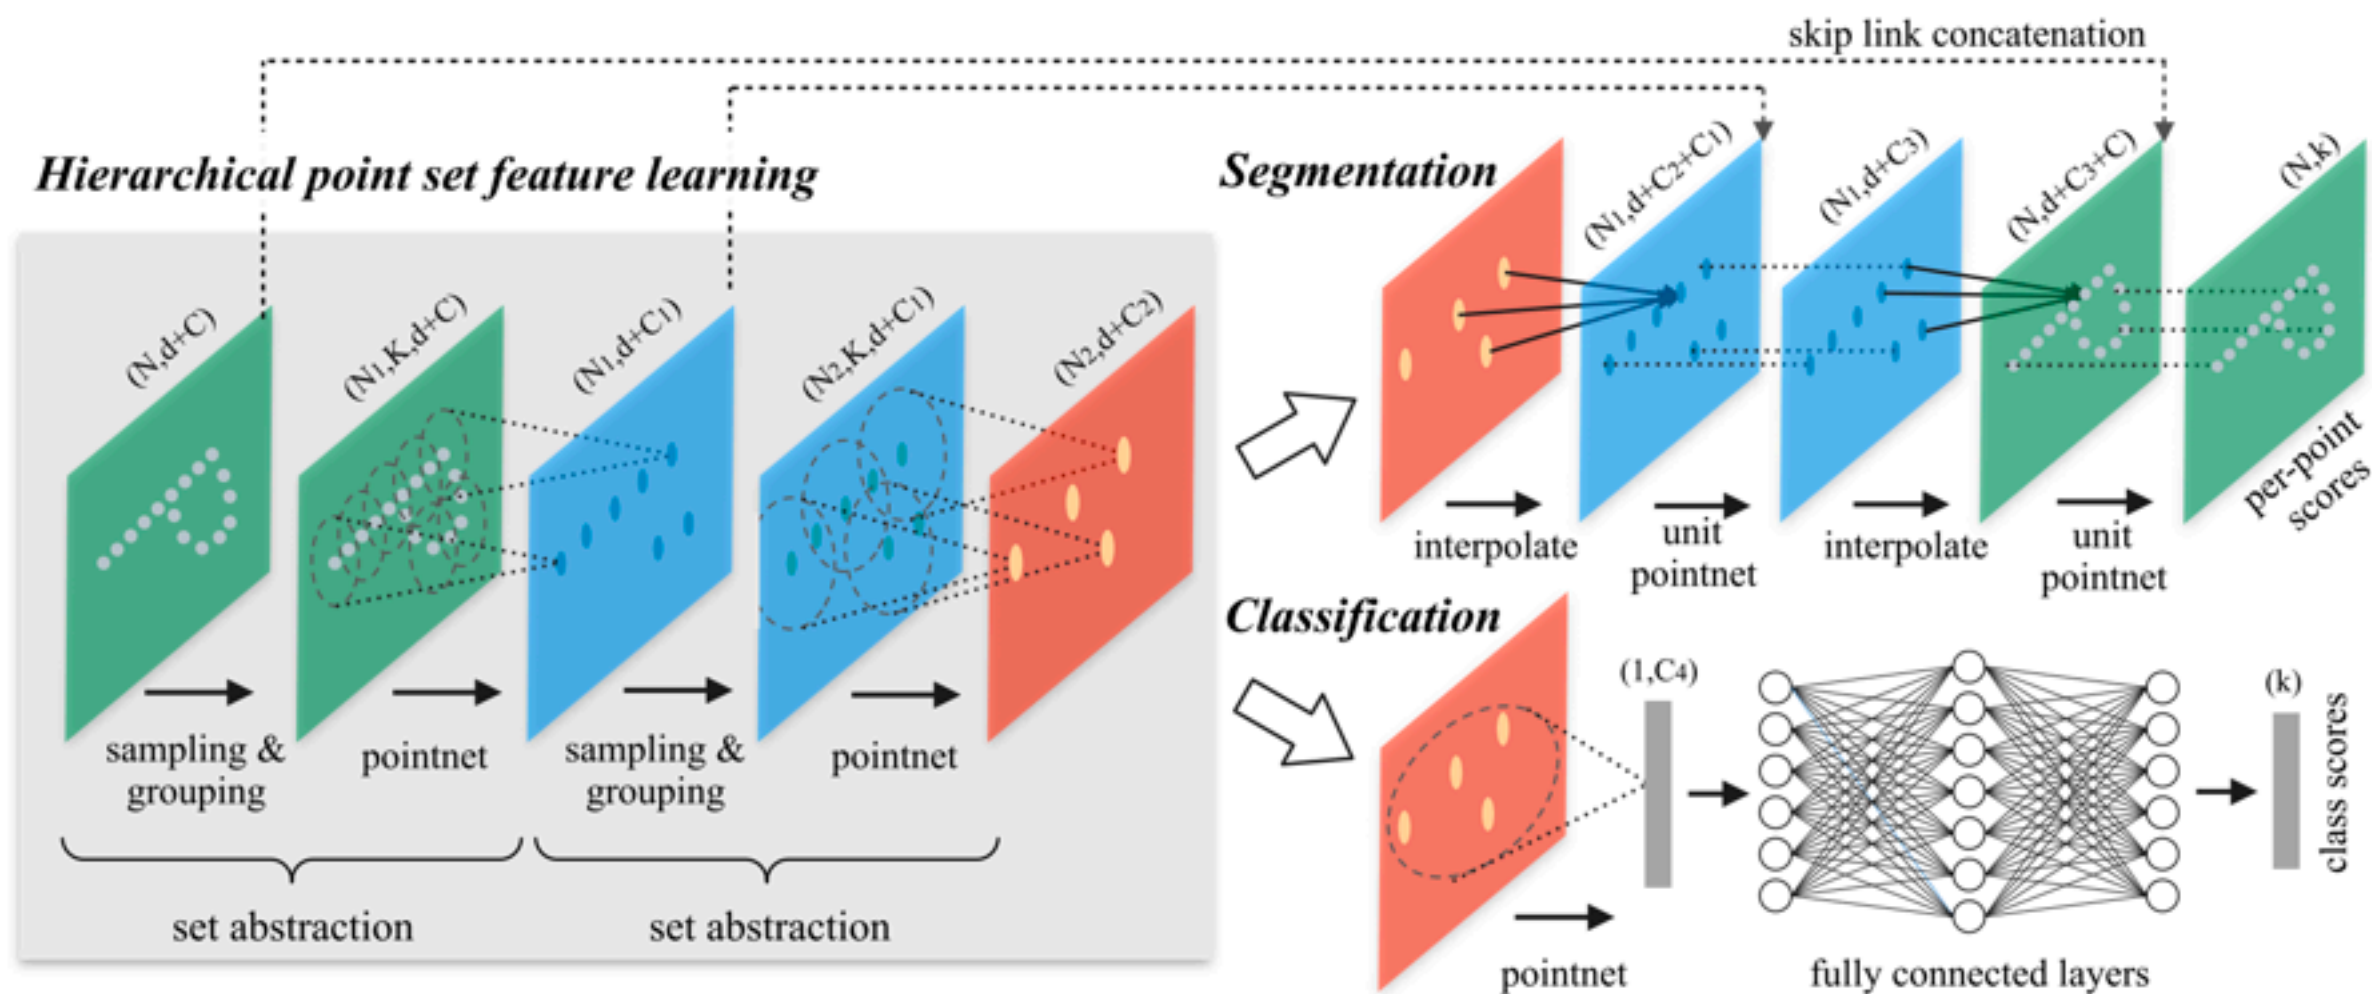 skip link concatenation
Hierarchical point set feature learning
(N,d+C)
(N1,K,d+C)
(N1,d+C1)
(N2,K,d+C1)
(N2,d+C2)
sampling &
grouping
pointnet
sampling &
grouping
pointnet
set abstraction
set abstraction
Segmentation
(N1,d+C2+C1)
(N1,d+C3)
(N,d+C3+C)
(N,k)
interpolate
unit
pointnet
interpolate
unit
pointnet
per-point
scores
Classification
(1,C4)
(k)
class scores
pointnet
fully connected layers